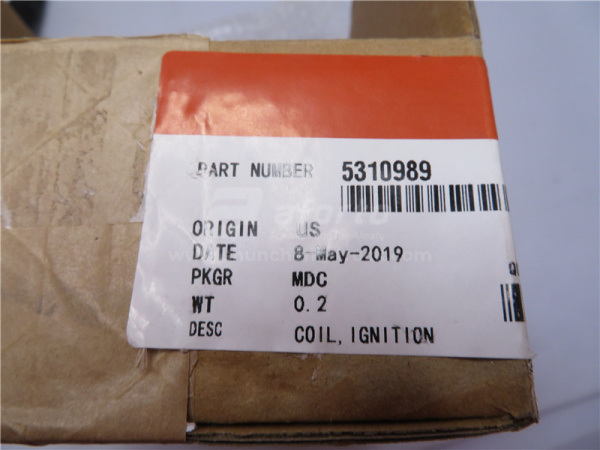 PART NUMBER 5310989
ORIGIN US
DATE 8-May-2019
PKGR MDC
WT 0.2
DESC COIL, IGNITION